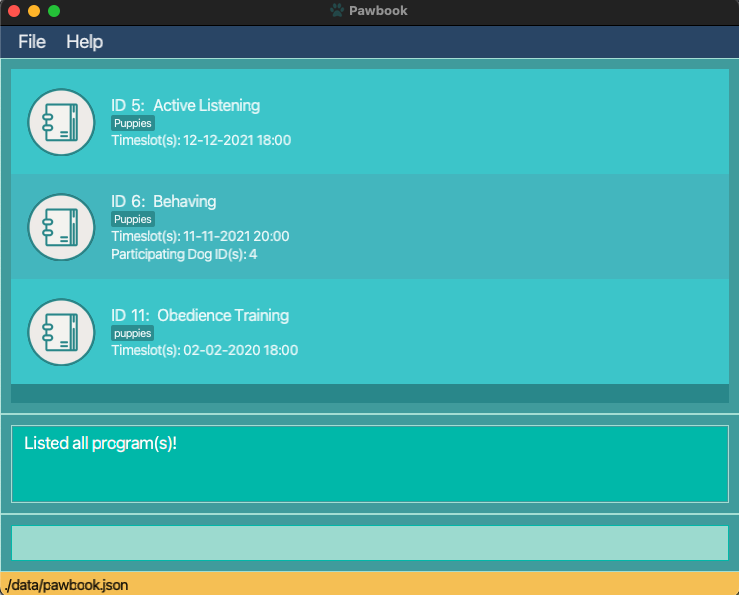 Pawbook
File Help
ID 5: Active Listening
Puppies
Timeslot(s): 12-12-2021 18:00
ID 6: Behaving
Puppies
Timeslot(s): 11-11-2021 20:00
Participating Dog ID(s): 4
ID 11: Obedience Training
puppies
Timeslot(s): 02-02-2020 18:00
Listed all program(s)!
./data/pawbook.json